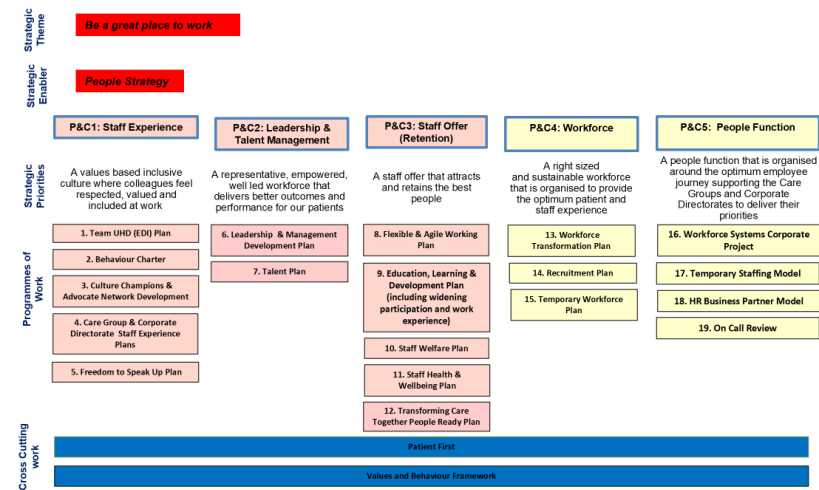 Strategic
Theme
Be a great place to work
Strategic
Enabler
People Strategy
P&C1: Staff Experience
P&C2: Leadership &
Talent Management
P&C3: Staff Offer
(Retention)
P&C4: Workforce
P&C5:  People Function
Strategic
Priorities
A values based inclusive
culture where colleagues feel
respected, valued and
included at work
A representative, empowered,
well led workforce that
delivers better outcomes and
performance for our patients
A staff offer that attracts
and retains the best
people
A right sized
and sustainable workforce
that is organised to provide
the optimum patient and
staff experience
A people function that is organised
around the optimum employee
journey supporting the Care
Groups and Corporate
Directorates to deliver their
priorities
Programmes of
Work
1. Team UHD (EDI) Plan
2. Behaviour Charter
3. Culture Champions &
Advocate Network Development
4. Care Group & Corporate
Directorate  Staff Experience
Plans
5. Freedom to Speak Up Plan
6. Leadership  & Management
Development Plan
7. Talent Plan
8. Flexible & Agile Working
Plan
9. Education, Learning &
Development Plan
(including widening
participation and work
experience)
10. Staff Welfare Plan
11. Staff Health &
Wellbeing Plan
12. Transforming Care
Together People Ready Plan
13. Workforce
Transformation Plan
14. Recruitment Plan
15. Temporary Workforce
Plan
16. Workforce Systems Corporate
Project
17. Temporary Staffing Model
18. HR Business Partner Model
19. On Call Review
Cross Cutting
work
Patient First
Values and Behaviour Framework